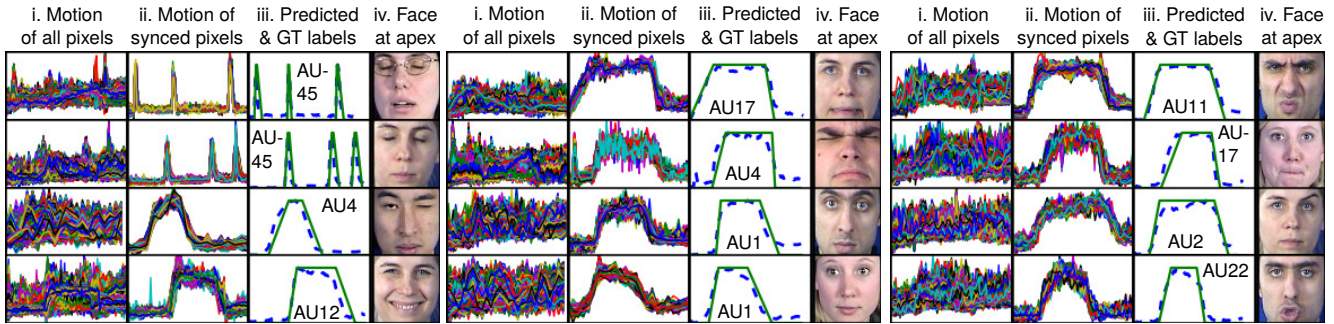 i. Motion of all pixels
ii. Motion of synced pixels
iii. Predicted & GT labels
iv. Face at apex
i. Motion of all pixels
ii. Motion of synced pixels
iii. Predicted & GT labels
iv. Face at apex
i. Motion of all pixels
ii. Motion of synced pixels
iii. Predicted & GT labels
iv. Face at apex
AU-
45
AU17
AU11
AU-
45
AU4
AU-
17
AU4
AU1
AU2
AU12
AU1
AU22